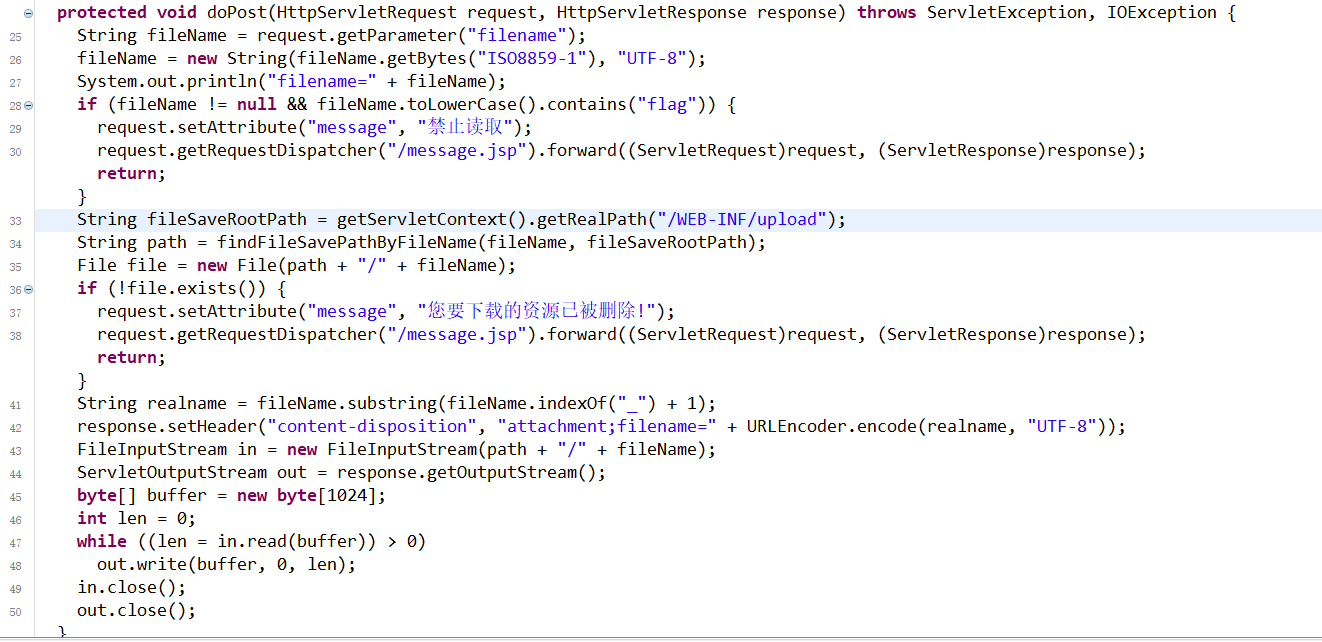 protected void doPost(HttpServletRequest request, HttpServletResponse response) throws ServletException, IOException {
25 String fileName = request.getParameter("filename");
26 fileName = new String(fileName.getBytes("ISO8859-1"), "UTF-8");
27 System.out.println("filename=" + fileName);
28 if (fileName != null && fileName.toLowerCase().contains("flag")) {
29 request.setAttribute("message", "禁止读取");
30 request.getRequestDispatcher("/message.jsp").forward((ServletRequest)request, (ServletResponse)response);
return;
}
33 String fileSaveRootPath = getServletContext().getRealPath("/WEB-INF/upload");
34 String path = findFileSavePathByFileName(fileName, fileSaveRootPath);
35 File file = new File(path + "/" + fileName);
36 if (!file.exists()) {
37 request.setAttribute("message", "您要下载的资源已被删除!");
38 request.getRequestDispatcher("/message.jsp").forward((ServletRequest)request, (ServletResponse)response);
return;
}
41 String realname = fileName.substring(fileName.indexOf("_") + 1);
42 response.setHeader("content-disposition", "attachment;filename=" + URLEncoder.encode(realname, "UTF-8"));
43 FileInputStream in = new FileInputStream(path + "/" + fileName);
44 ServletOutputStream out = response.getOutputStream();
45 byte[] buffer = new byte[1024];
46 int len = 0;
47 while ((len = in.read(buffer)) > 0)
48 out.write(buffer, 0, len);
49 in.close();
50 out.close();
}